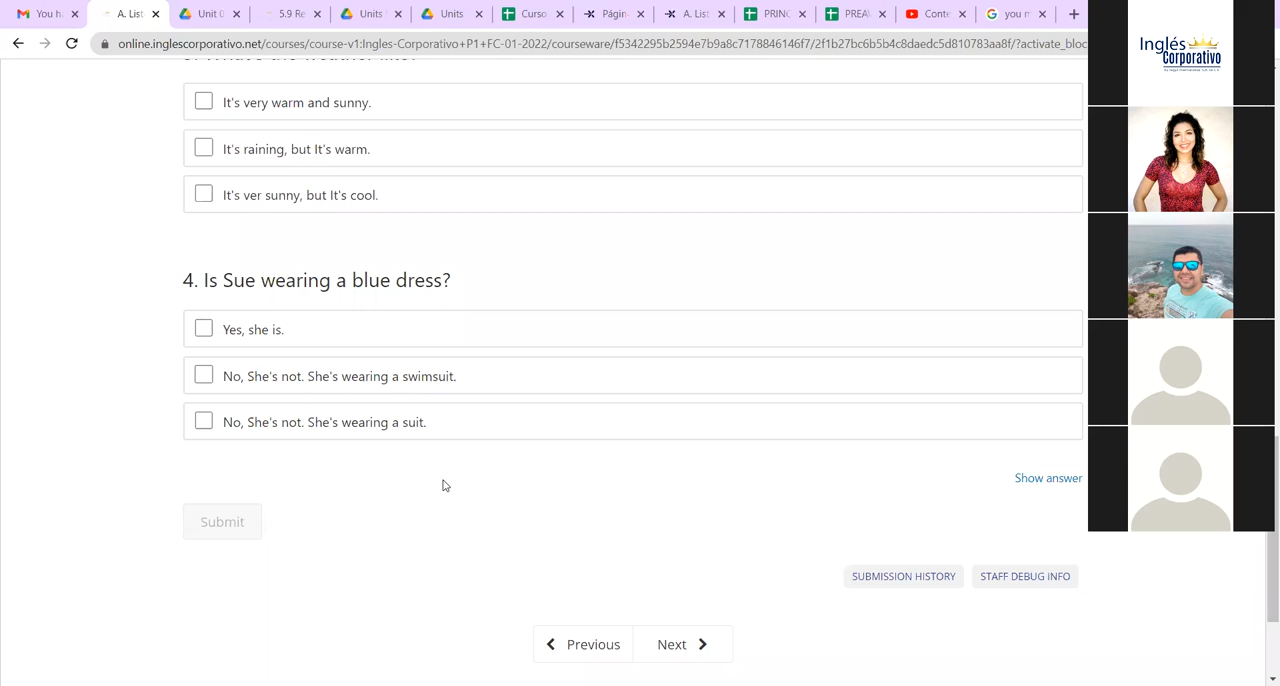 You h
A. List
Unit 0
5.9 Re
Units
Units
Curso
Págin
A. List
PRINC
PREAV
Conte
you m
online.inglescorporativo.net/courses/course-v1:Ingles-Corporativo+P1+FC-01-2022/courseware/f5342295b2594e7b9a8c7178846146f7/2f1b27bc6b5b4c8daedc5d810783aa8f/?activate_bloc
Inglés
Corporativo
It's very warm and sunny.
It's raining, but It's warm.
It's ver sunny, but It's cool.
4. Is Sue wearing a blue dress?
Yes, she is.
No, She's not. She's wearing a swimsuit.
No, She's not. She's wearing a suit.
Show answer
Submit
SUBMISSION HISTORY
STAFF DEBUG INFO
Previous
Next